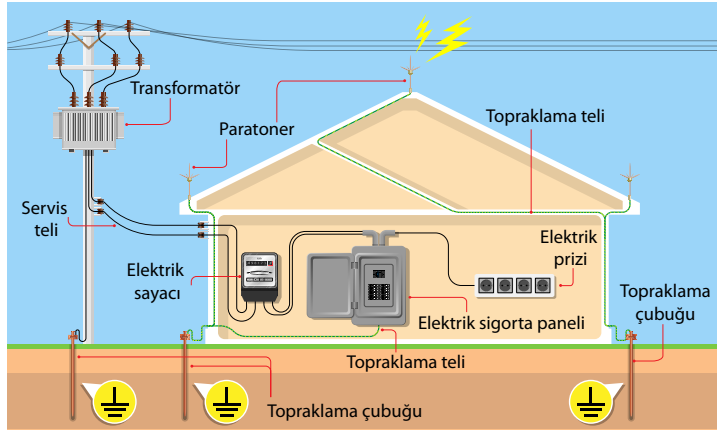 Transformatör
Paratoner
Topraklama teli
Servis
teli
Elektrik
sayacı
Elektrik
prizi
Elektrik sigorta paneli
Topraklama
çubuğu
Topraklama teli
Topraklama çubuğu